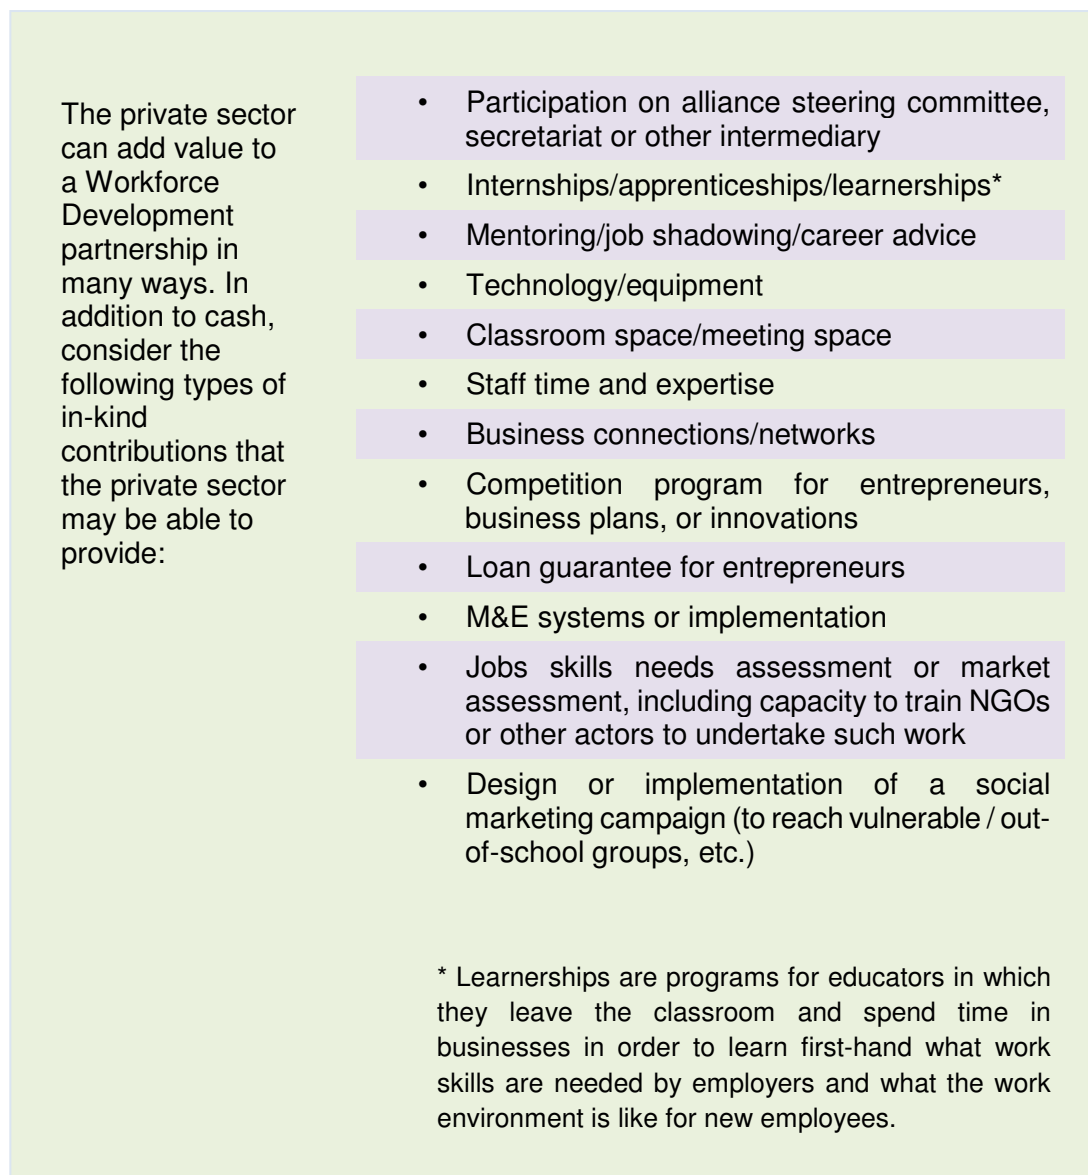 The private sector
can add value to
a Workforce
Development
partnership in
many ways. In
addition to cash,
consider the
following types of
in-kind
contributions that
the private sector
may be able to
provide:
• Participation on alliance steering committee,
secretariat or other intermediary
• Internships/apprenticeships/learnerships*
• Mentoring/job shadowing/career advice
• Technology/equipment
• Classroom space/meeting space
• Staff time and expertise
• Business connections/networks
• Competition program for entrepreneurs,
business plans, or innovations
• Loan guarantee for entrepreneurs
• M&E systems or implementation
• Jobs skills needs assessment or market
assessment, including capacity to train NGOs
or other actors to undertake such work
• Design or implementation of a social
marketing campaign (to reach vulnerable / out-
of-school groups, etc.)
* Learnerships are programs for educators in which
they leave the classroom and spend time in
businesses in order to learn first-hand what work
skills are needed by employers and what the work
environment is like for new employees.